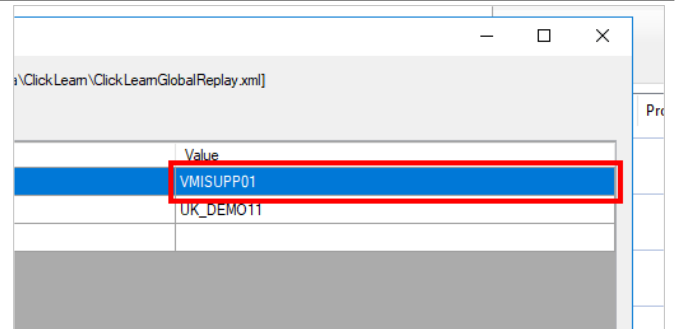 a\ClickLearn\ClickLearnGlobalReplay.xml]
Pro
Value
VMISUPP01
UK_DEMO11